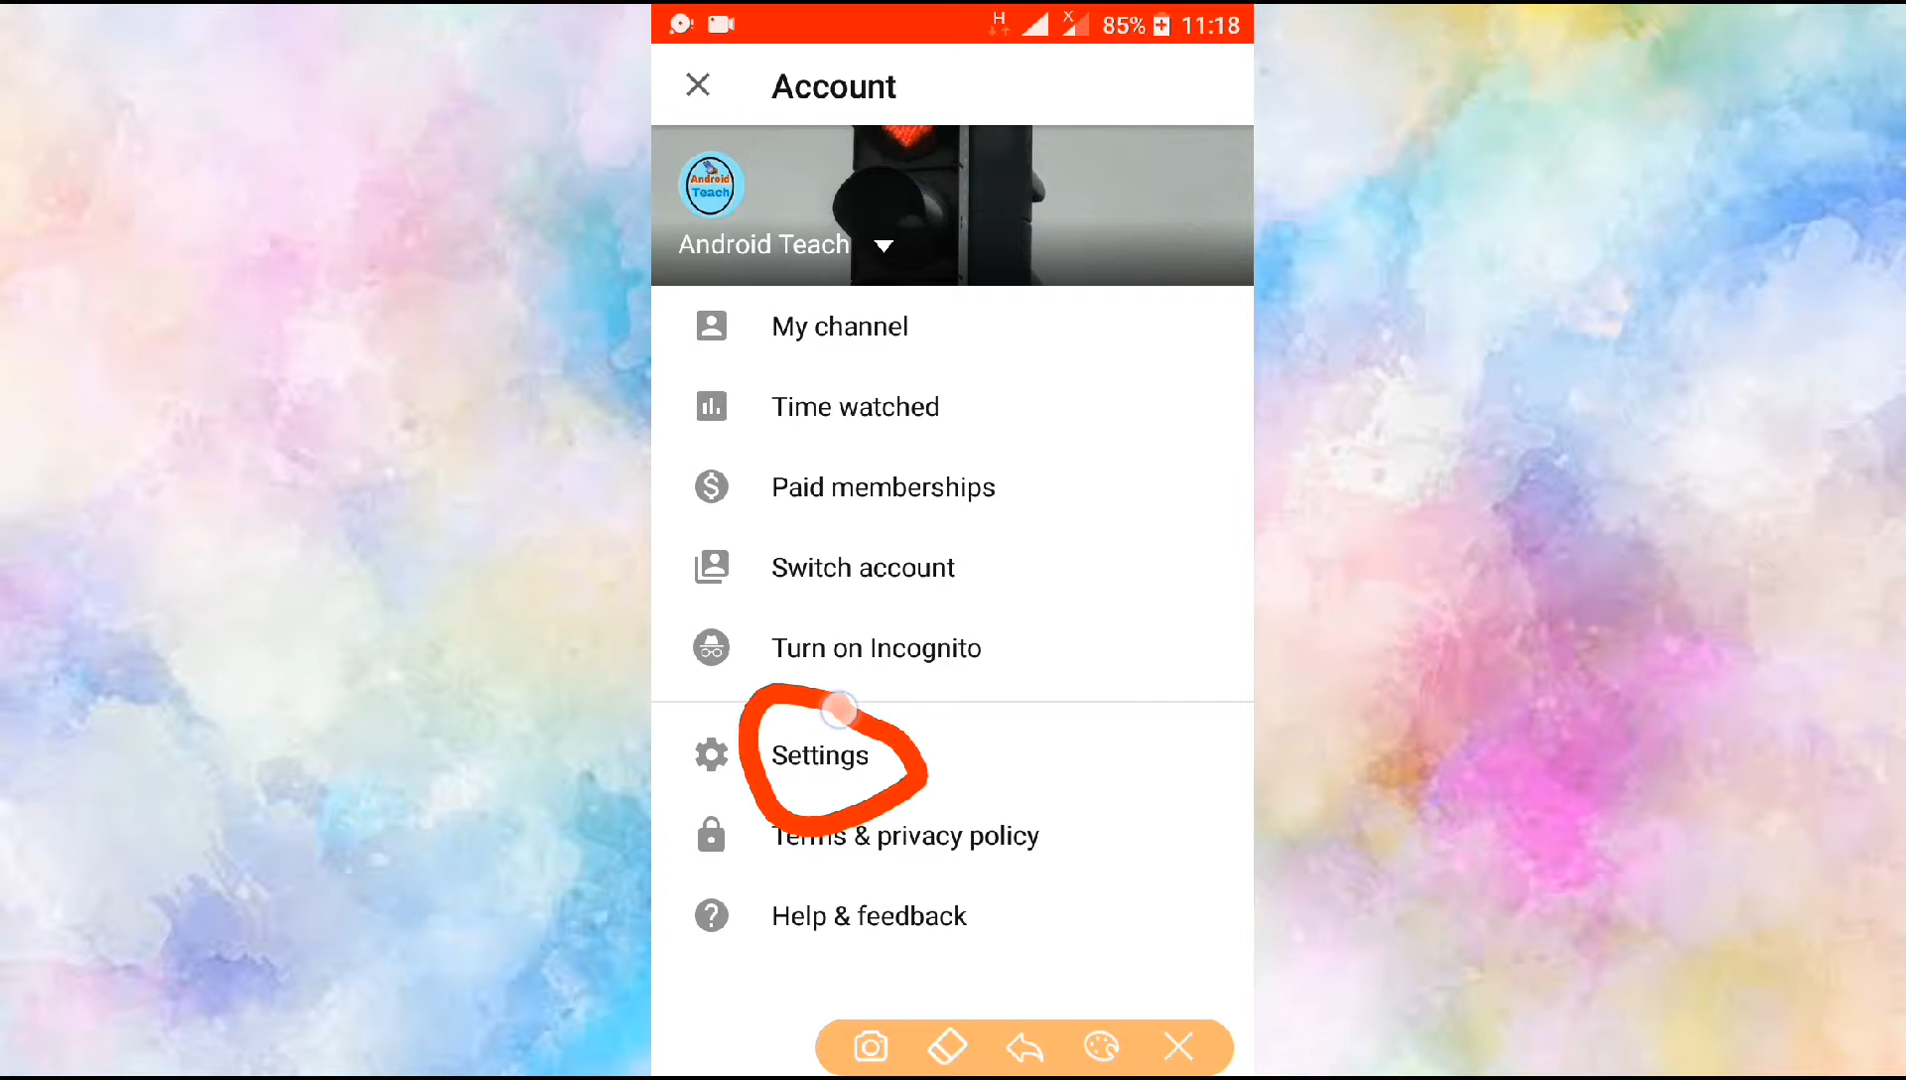 H X 85% 11:18
Account
Android
Teach
Android Teach
My channel
Time watched
Paid memberships
Switch account
Turn on Incognito
Settings
Terms & privacy policy
Help & feedback